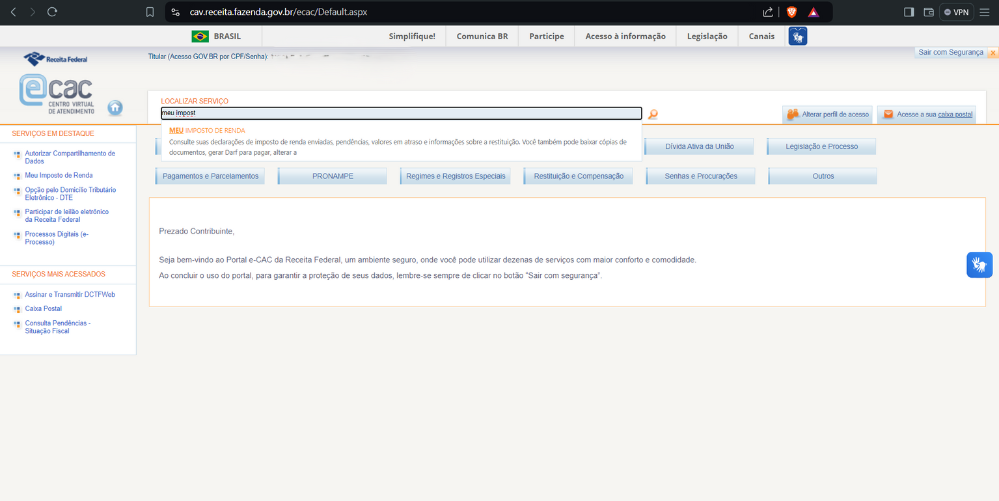 cav.receita.fazenda.gov.br/ecac/Default.aspx
VPN
BRASIL
Simplifique!
Comunica BR
Participe
Acesso à informação
Legislação
Canais
Receita Federal
Titular (Acesso GOV.BR por CPF/Senha):
Sair com Segurança
x
eCAC
CENTRO VIRTUAL
DE ATENDIMENTO
LOCALIZAR SERVIÇO
meu impost
Alterar perfil de acesso
Acesse a sua caixa postal
MEU IMPOSTO DE RENDA
Consulte suas declarações de imposto de renda enviadas, pendências, valores em atraso e informações sobre a restituição. Você também pode baixar cópias de
documentos, gerar Darf para pagar, alterar a
Dívida Ativa da União
Legislação e Processo
Pagamentos e Parcelamentos
PRONAMPE
Regimes e Registros Especiais
Restituição e Compensação
Senhas e Procurações
Outros
SERVIÇOS EM DESTAQUE
Autorizar Compartilhamento de
Dados
Meu Imposto de Renda
Opção pelo Domicílio Tributário
Eletrônico - DTE
Participar de leilão eletrônico
da Receita Federal
Processos Digitais (e-
Processo)
SERVIÇOS MAIS ACESSADOS
Assinar e Transmitir DCTFWeb
Caixa Postal
Consulta Pendências -
Situação Fiscal
Prezado Contribuinte,
Seja bem-vindo ao Portal e-CAC da Receita Federal, um ambiente seguro, onde você pode utilizar dezenas de serviços com maior conforto e comodidade.
Ao concluir o uso do portal, para garantir a proteção de seus dados, lembre-se sempre de clicar no botão “Sair com segurança”.